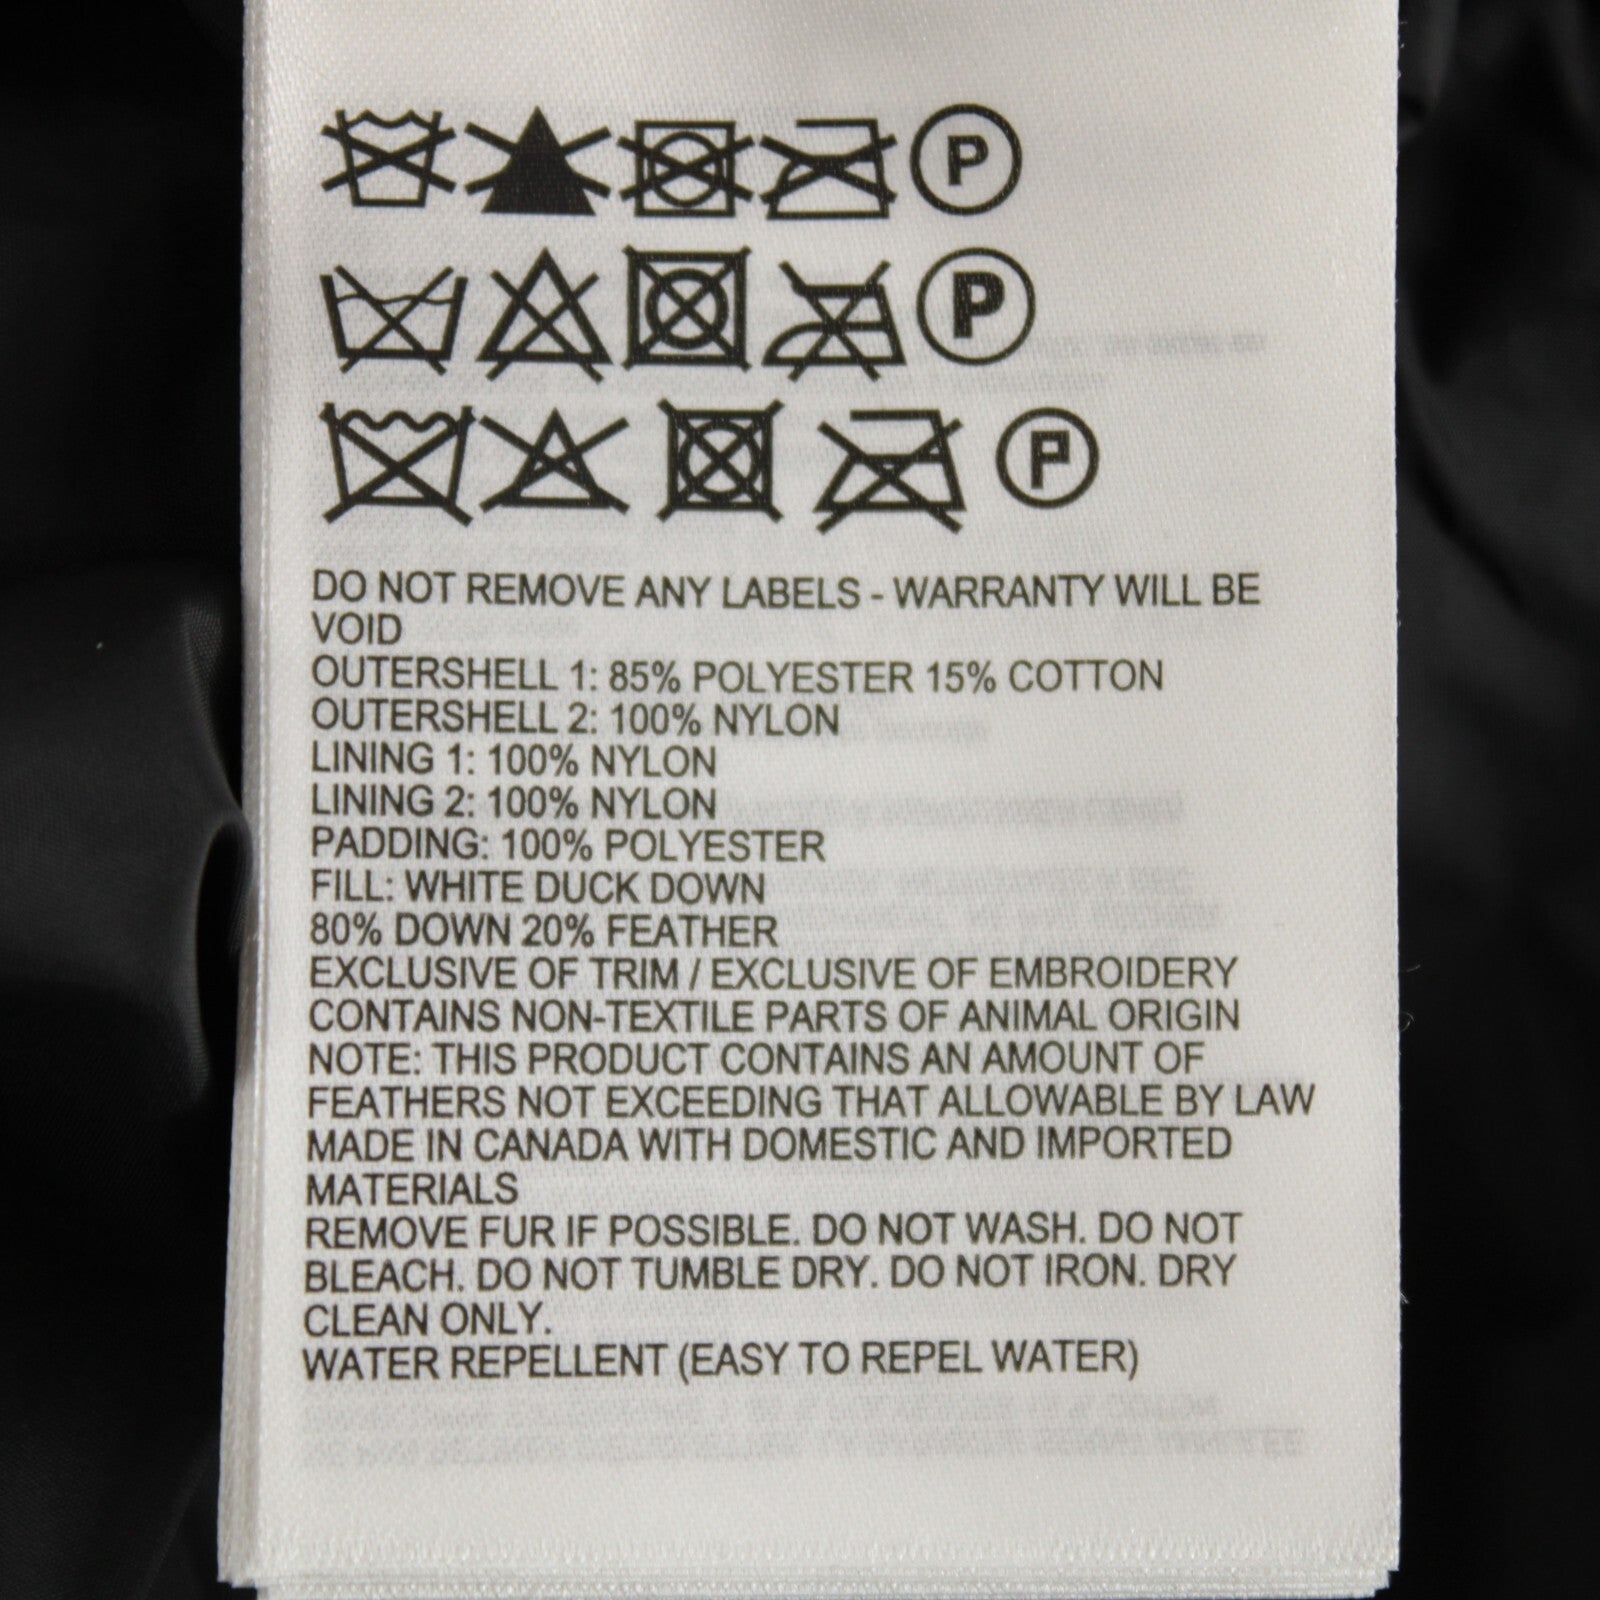 P
P
P
DO NOT REMOVE ANY LABELS - WARRANTY WILL BE
VOID
OUTERSHELL 1: 85% POLYESTER 15% COTTON
OUTERSHELL 2: 100% NYLON
LINING 1: 100% NYLON
LINING 2: 100% NYLON
PADDING: 100% POLYESTER
FILL: WHITE DUCK DOWN
80% DOWN 20% FEATHER
EXCLUSIVE OF TRIM / EXCLUSIVE OF EMBROIDERY
CONTAINS NON-TEXTILE PARTS OF ANIMAL ORIGIN
NOTE: THIS PRODUCT CONTAINS AN AMOUNT OF
FEATHERS NOT EXCEEDING THAT ALLOWABLE BY LAW
MADE IN CANADA WITH DOMESTIC AND IMPORTED
MATERIALS
REMOVE FUR IF POSSIBLE. DO NOT WASH. DO NOT
BLEACH. DO NOT TUMBLE DRY. DO NOT IRON. DRY
CLEAN ONLY.
WATER REPELLENT (EASY TO REPEL WATER)